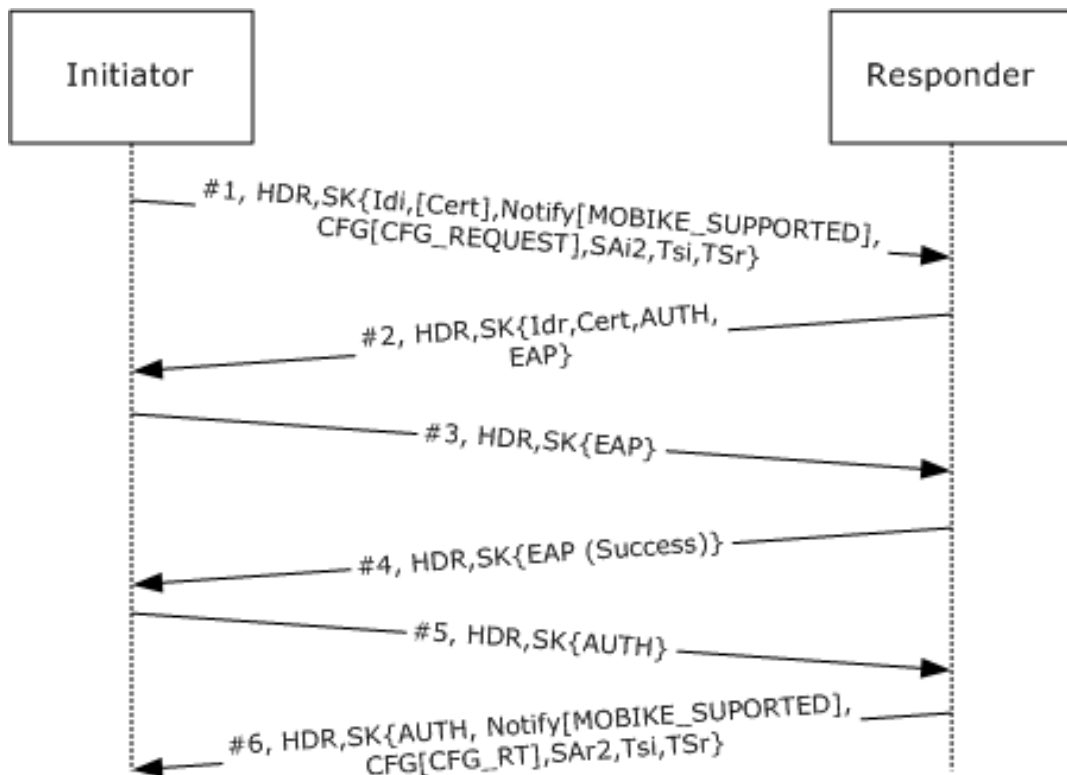 Initiator
Responder
#1, HDR,SK{Idi,[Cert],Notify[MOBIKE_SUPPORTED],
CFG[CFG_REQUEST],SAi2,Tsi,TSr}
#2, HDR,SK{Idr,Cert,AUTH,
EAP}
#3, HDR,SK{EAP}
#4, HDR,SK{EAP (Success)}
#5, HDR,SK{AUTH}
#6, HDR,SK{AUTH, Notify[MOBIKE_SUPORTED],
CFG[CFG_RT],SAr2,Tsi,TSr}